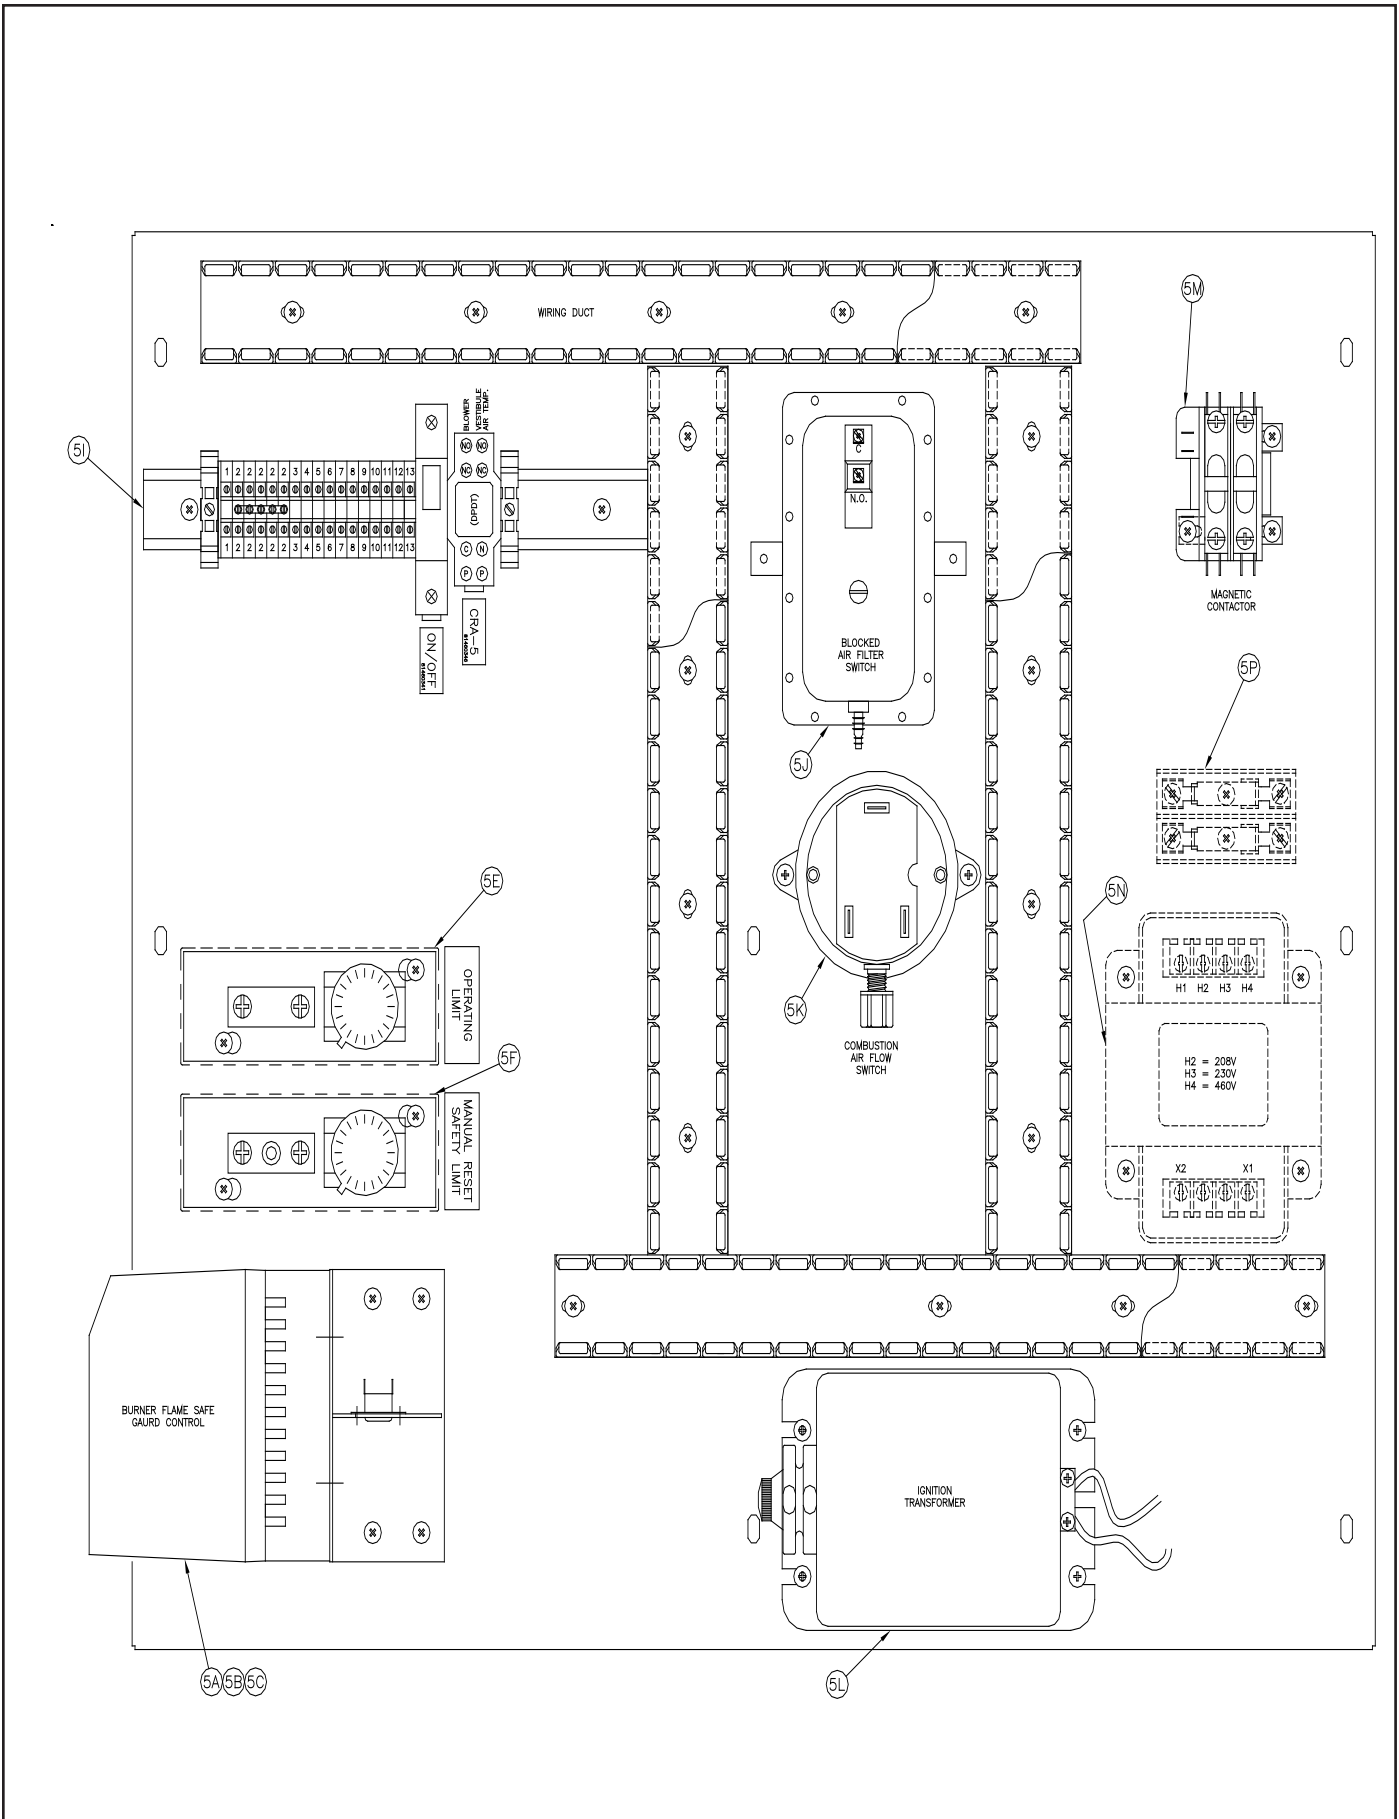 WIRING DUCT
5M
5I
BLOWER
VESTIBULE
AIR TEMP.
NO NO
NC NC
(DPDT)
C N
P P
1 2 2 2 2 2 3 4 5 6 7 8 9 10 11 12 13
1 2 2 2 2 2 3 4 5 6 7 8 9 10 11 12 13
CRA-5
81460346
ON/OFF
81460341
C
N.O.
BLOCKED
AIR FILTER
SWITCH
5J
MAGNETIC
CONTACTOR
5P
5E
OPERATING
LIMIT
5F
MANUAL RESET
SAFETY LIMIT
5K
COMBUSTION
AIR FLOW
SWITCH
5N
H1 H2 H3 H4
H2 = 208V
H3 = 230V
H4 = 460V
X2 X1
BURNER FLAME SAFE
GAURD CONTROL
5A 5B 5C
IGNITION
TRANSFORMER
5L